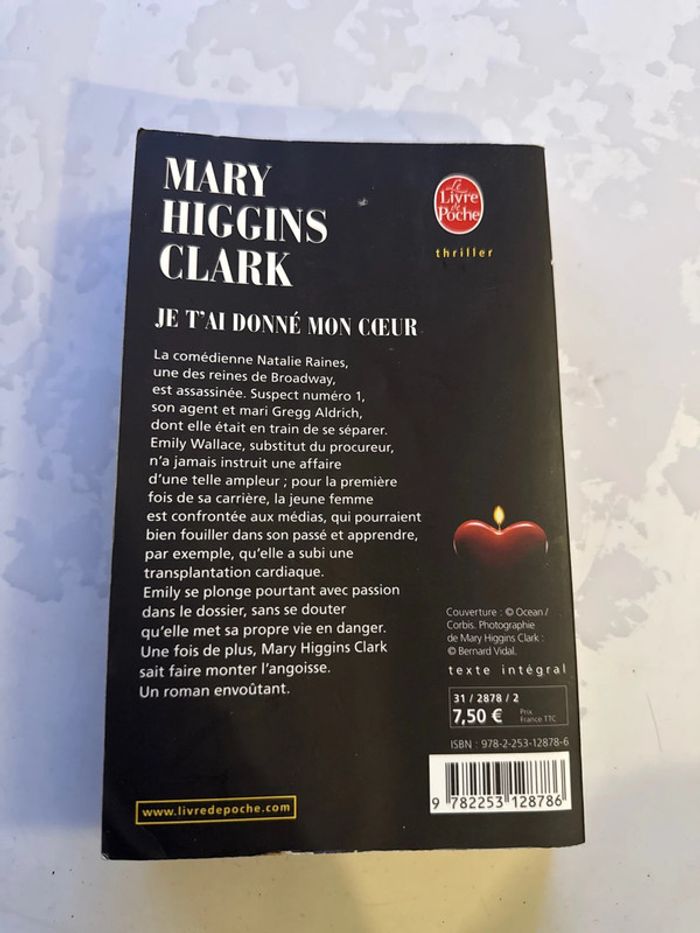 MARY
HIGGINS
CLARK
Le
Livre
de
Poche
thriller
JE T'AI DONNÉ MON CŒUR
La comédienne Natalie Raines,
une des reines de Broadway,
est assassinée. Suspect numéro 1,
son agent et mari Gregg Aldrich,
dont elle était en train de se séparer.
Emily Wallace, substitut du procureur,
n'a jamais instruit une affaire
d'une telle ampleur ; pour la première
fois de sa carrière, la jeune femme
est confrontée aux médias, qui pourraient
bien fouiller dans son passé et apprendre,
par exemple, qu'elle a subi une
transplantation cardiaque.
Emily se plonge pourtant avec passion
dans le dossier, sans se douter
qu'elle met sa propre vie en danger.
Une fois de plus, Mary Higgins Clark
sait faire monter l'angoisse.
Un roman envoûtant.
Couverture : © Ocean /
Corbis. Photographie
de Mary Higgins Clark :
© Bernard Vidal.
texte intégral
31 / 2878 / 2
7,50 €
Prix
France TTC
ISBN : 978-2-253-12878-6
9 782253 128786
www.livredepoche.com